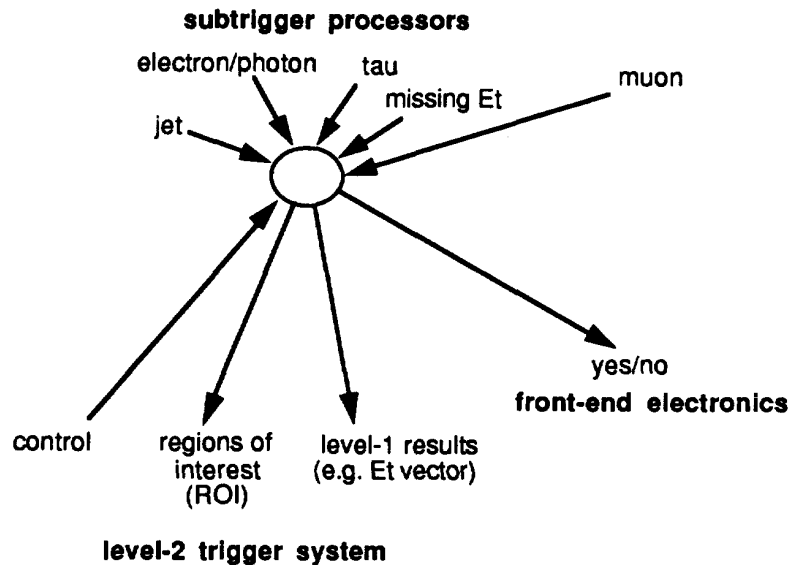 subtrigger processors
electron/photon
tau
missing Et
muon
jet
yes/no
front-end electronics
control
regions of
interest
(ROI)
level-1 results
(e.g. Et vector)
level-2 trigger system